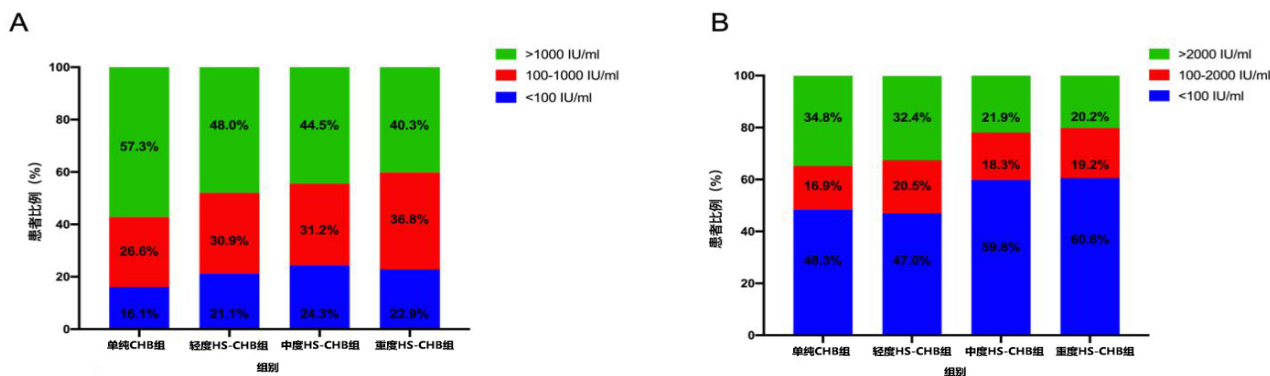 A
>1000 IU/ml
100-1000 IU/ml
<100 IU/ml
患者比例（%）
100
80
60
40
20
0
57.3%
48.0%
44.5%
40.3%
26.6%
30.9%
31.2%
36.8%
16.1%
21.1%
24.3%
22.9%
单纯CHB组
轻度HS-CHB组
中度HS-CHB组
重度HS-CHB组
组别
B
>2000 IU/ml
100-2000 IU/ml
<100 IU/ml
患者比例（%）
100
80
60
40
20
0
34.8%
32.4%
21.9%
20.2%
16.9%
20.5%
18.3%
19.2%
48.3%
47.0%
59.8%
60.6%
单纯CHB组
轻度HS-CHB组
中度HS-CHB组
重度HS-CHB组
组别